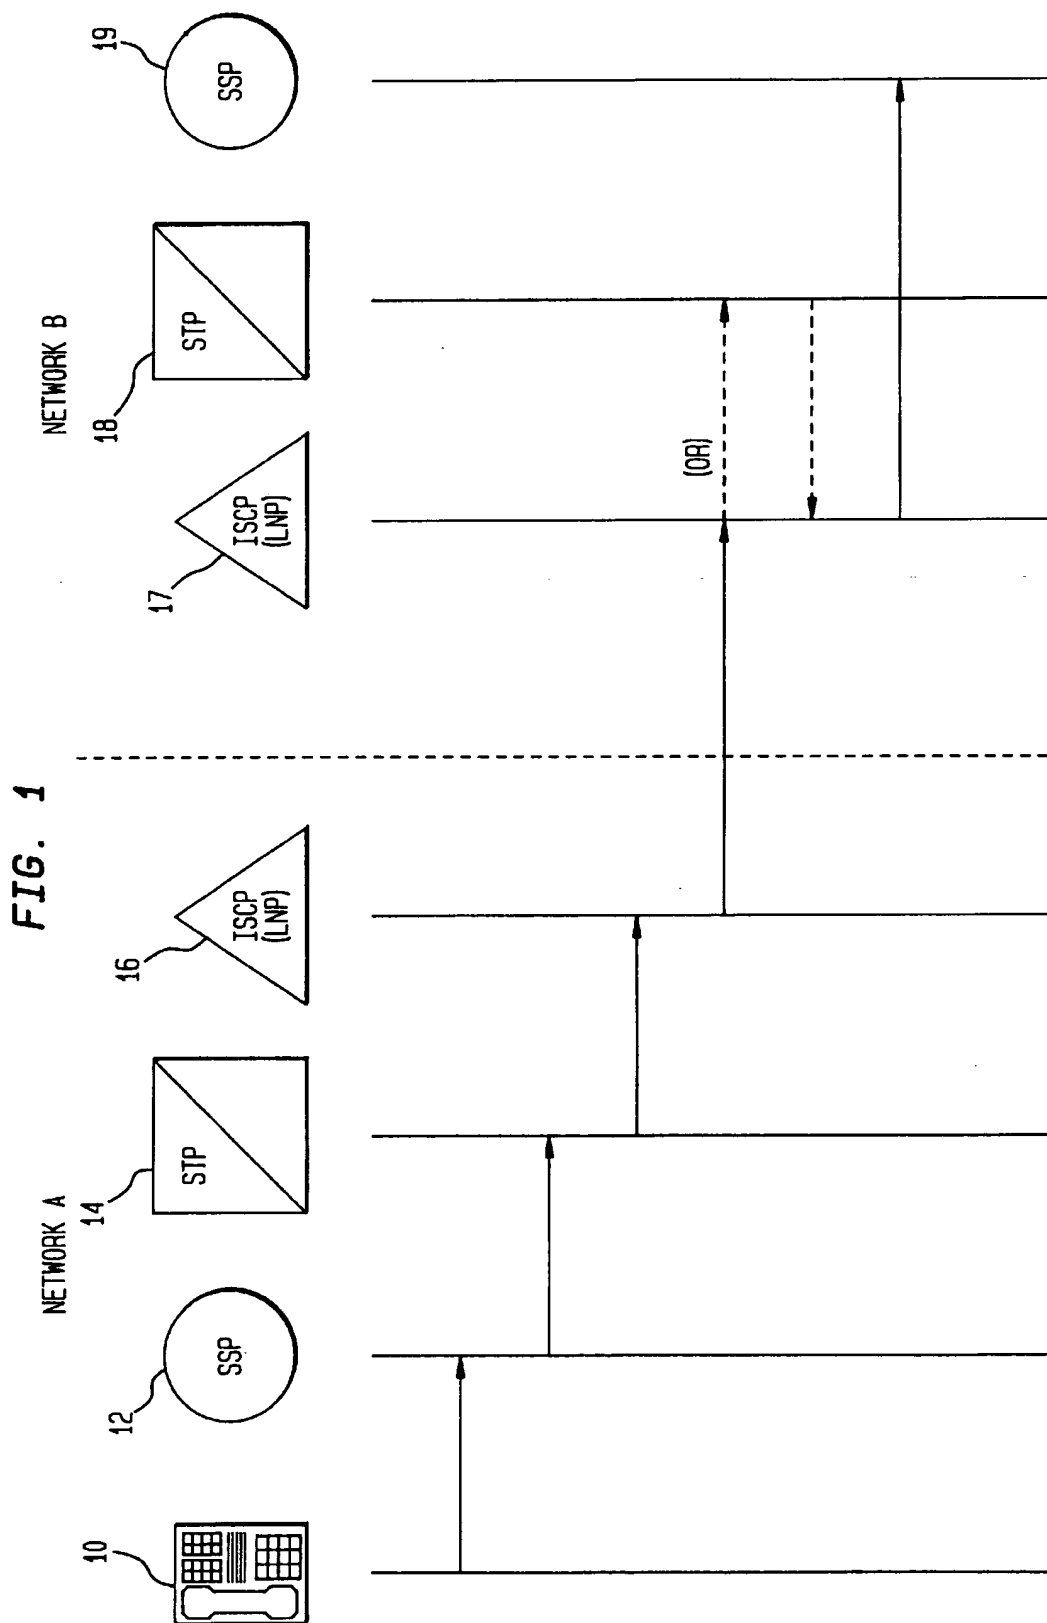 FIG. 1
NETWORK A
NETWORK B
10
12
SSP
14
STP
16
ISCP
(LNP)
17
ISCP
(LNP)
18
STP
19
SSP
(OR)